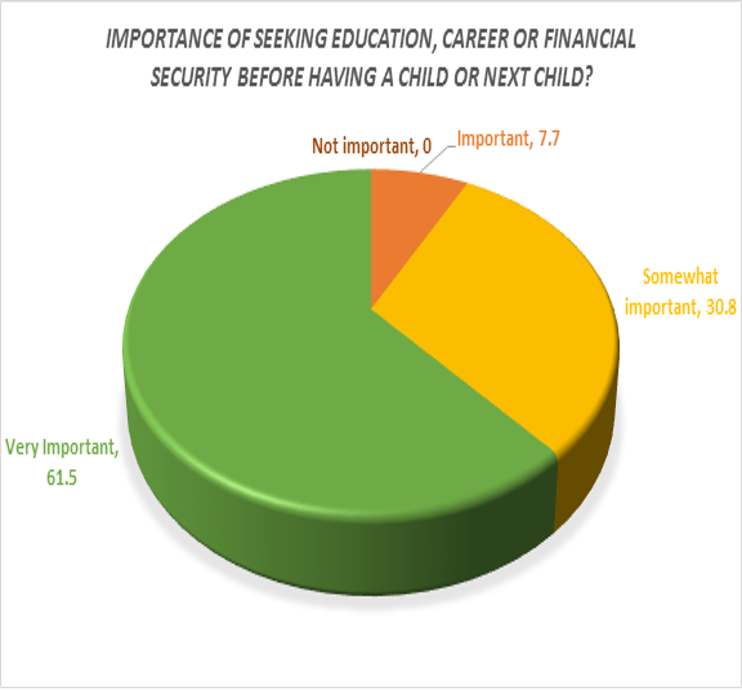 IMPORTANCE OF SEEKING EDUCATION, CAREER OR FINANCIAL
SECURITY BEFORE HAVING A CHILD OR NEXT CHILD?
Not important, 0
Important, 7.7
Somewhat
important, 30.8
Very Important,
61.5